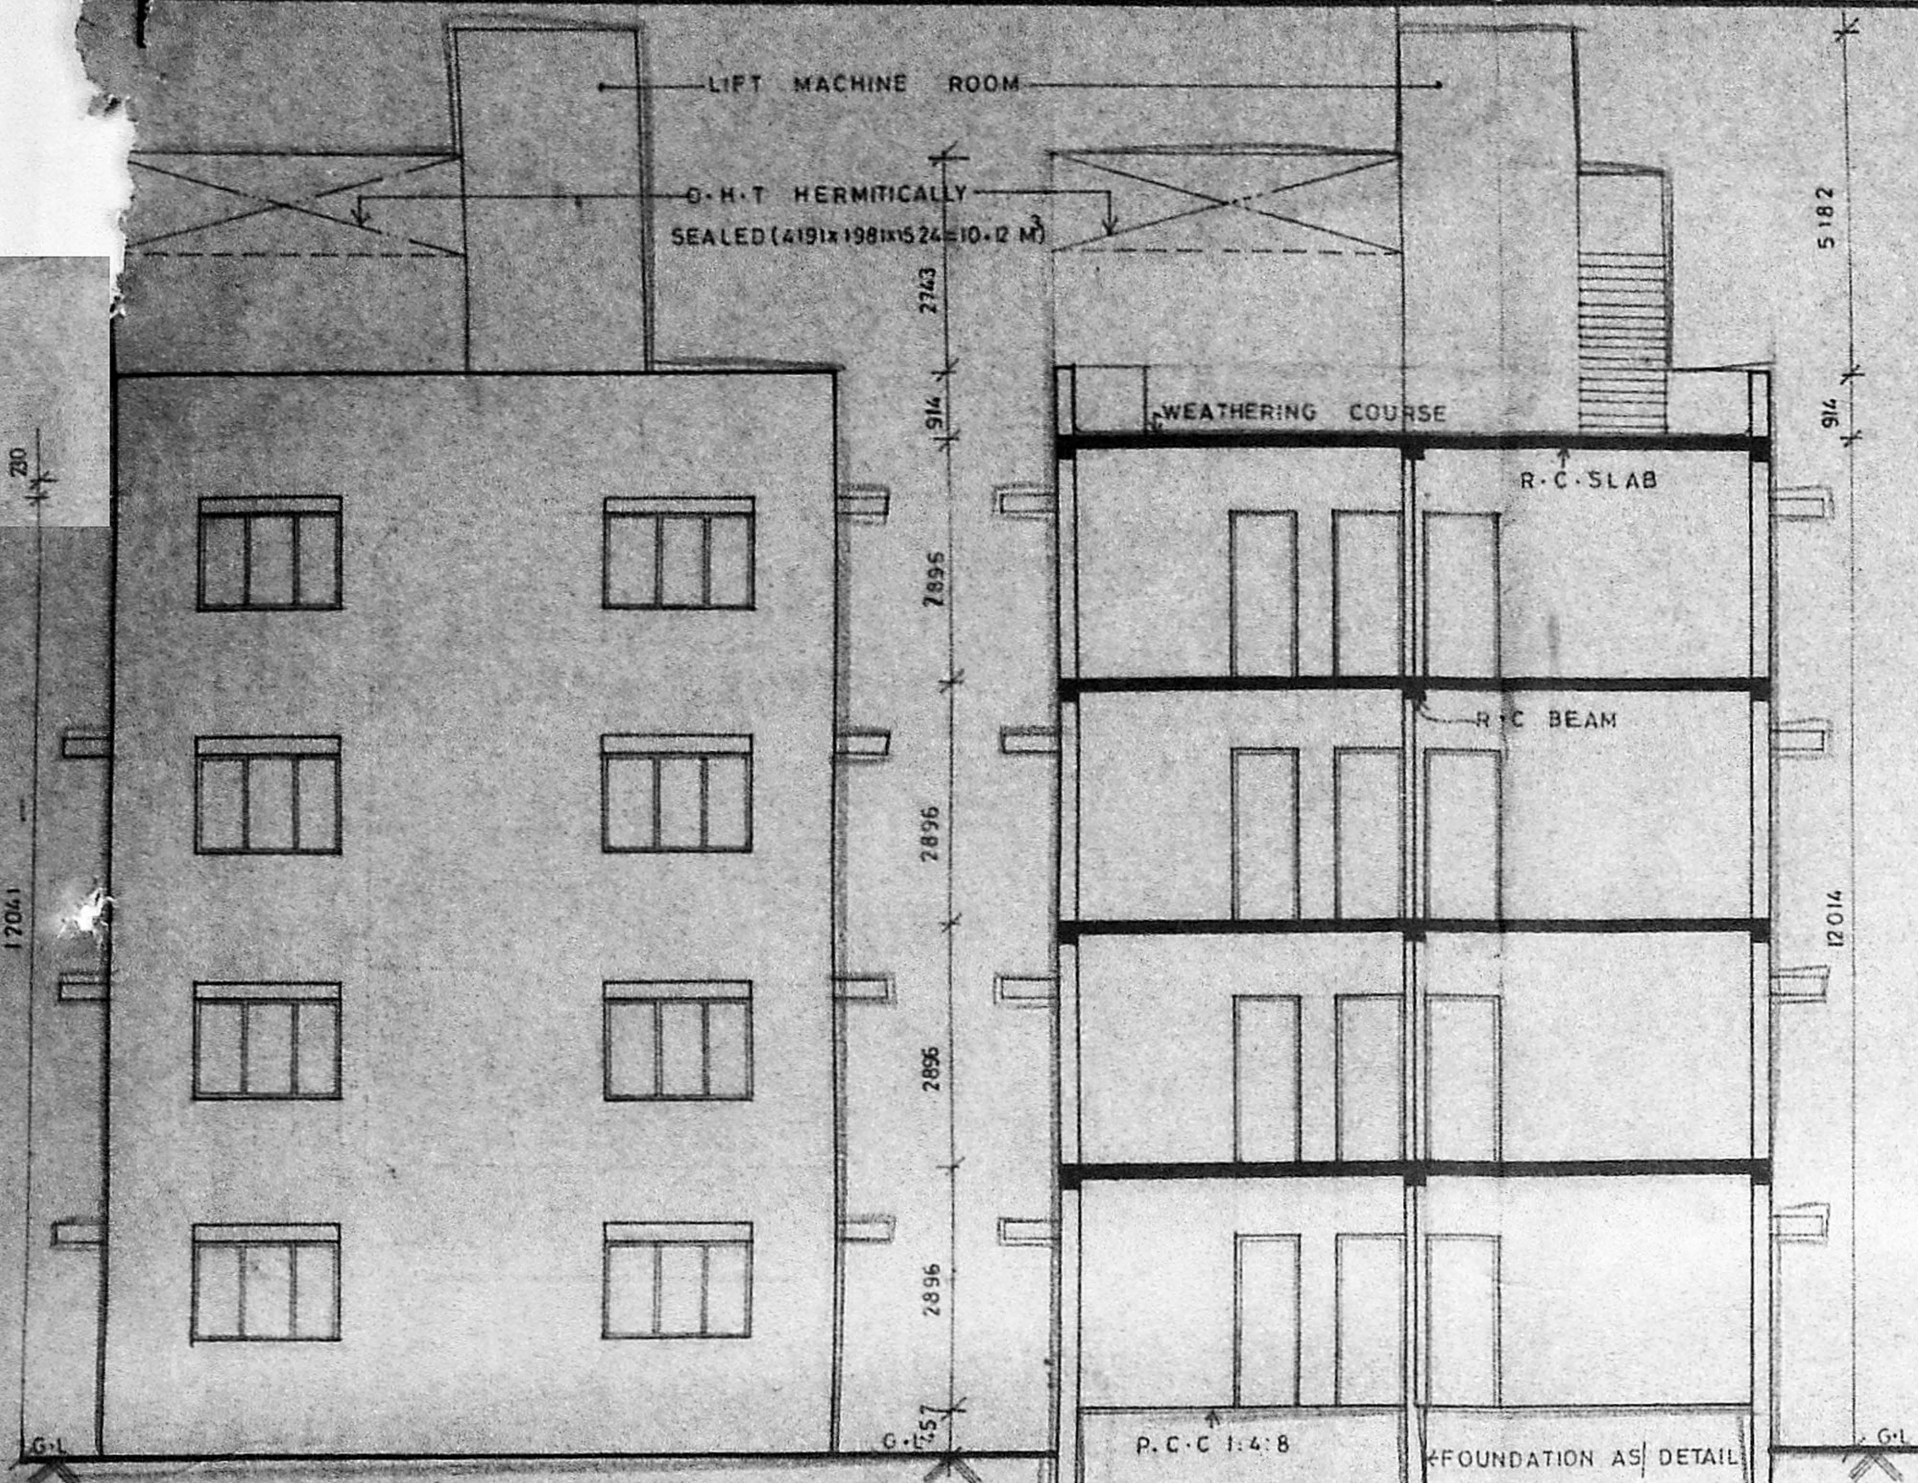 LIFT MACHINE ROOM
O.H.T HERMITICALLY
SEALED (4191x1981x1524=10.12 M³)
5182
2743
914
WEATHERING COURSE
914
230
R.C.SLAB
2896
R.C BEAM
2896
12041
12014
2896
2896
457
G.L
G.L
P.C.C 1:4:8
FOUNDATION AS DETAIL
G.L